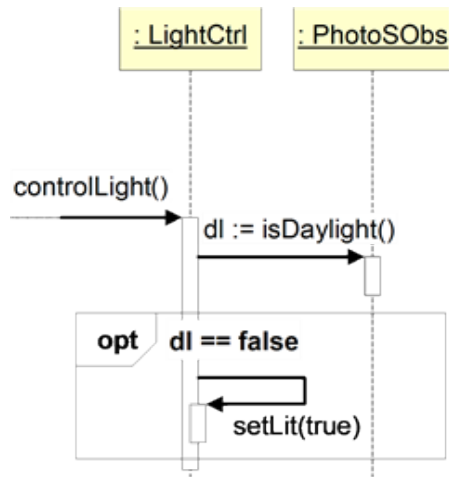 : LightCtrl
: PhotoSObs
controlLight()
dl := isDaylight()
opt
dl == false
setLit(true)